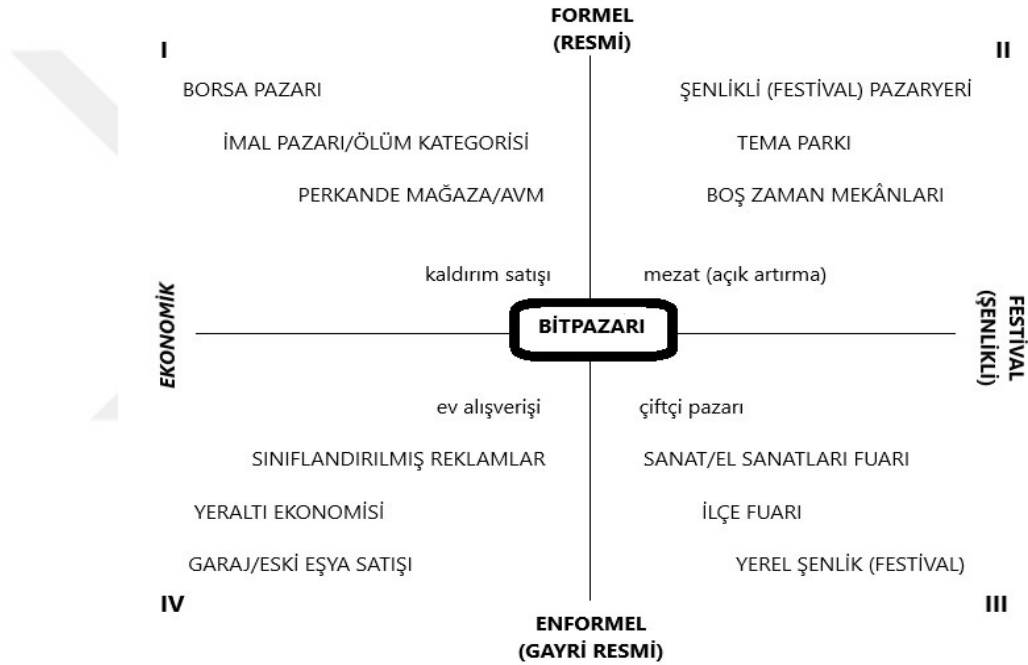 FORMEL
(RESMİ)
I
II
BORSA PAZARI
ŞENLİKLİ (FESTİVAL) PAZARYERİ
İMAL PAZARI/ÖLÜM KATEGORİSİ
TEMA PARKI
PERKANDE MAĞAZA/AVM
BOŞ ZAMAN MEKÂNLARI
kaldırım satışı
mezat (açık artırma)
EKONOMİK
BİTPAZARI
FESTİVAL
(ŞENLİKLİ)
ev alışverişi
çiftçi pazarı
SINIFLANDIRILMIŞ REKLAMLAR
SANAT/EL SANATLARI FUARI
YERALTI EKONOMİSİ
İLÇE FUARI
GARAJ/ESKİ EŞYA SATIŞI
YEREL ŞENLİK (FESTİVAL)
IV
III
ENFORMEL
(GAYRİ RESMİ)